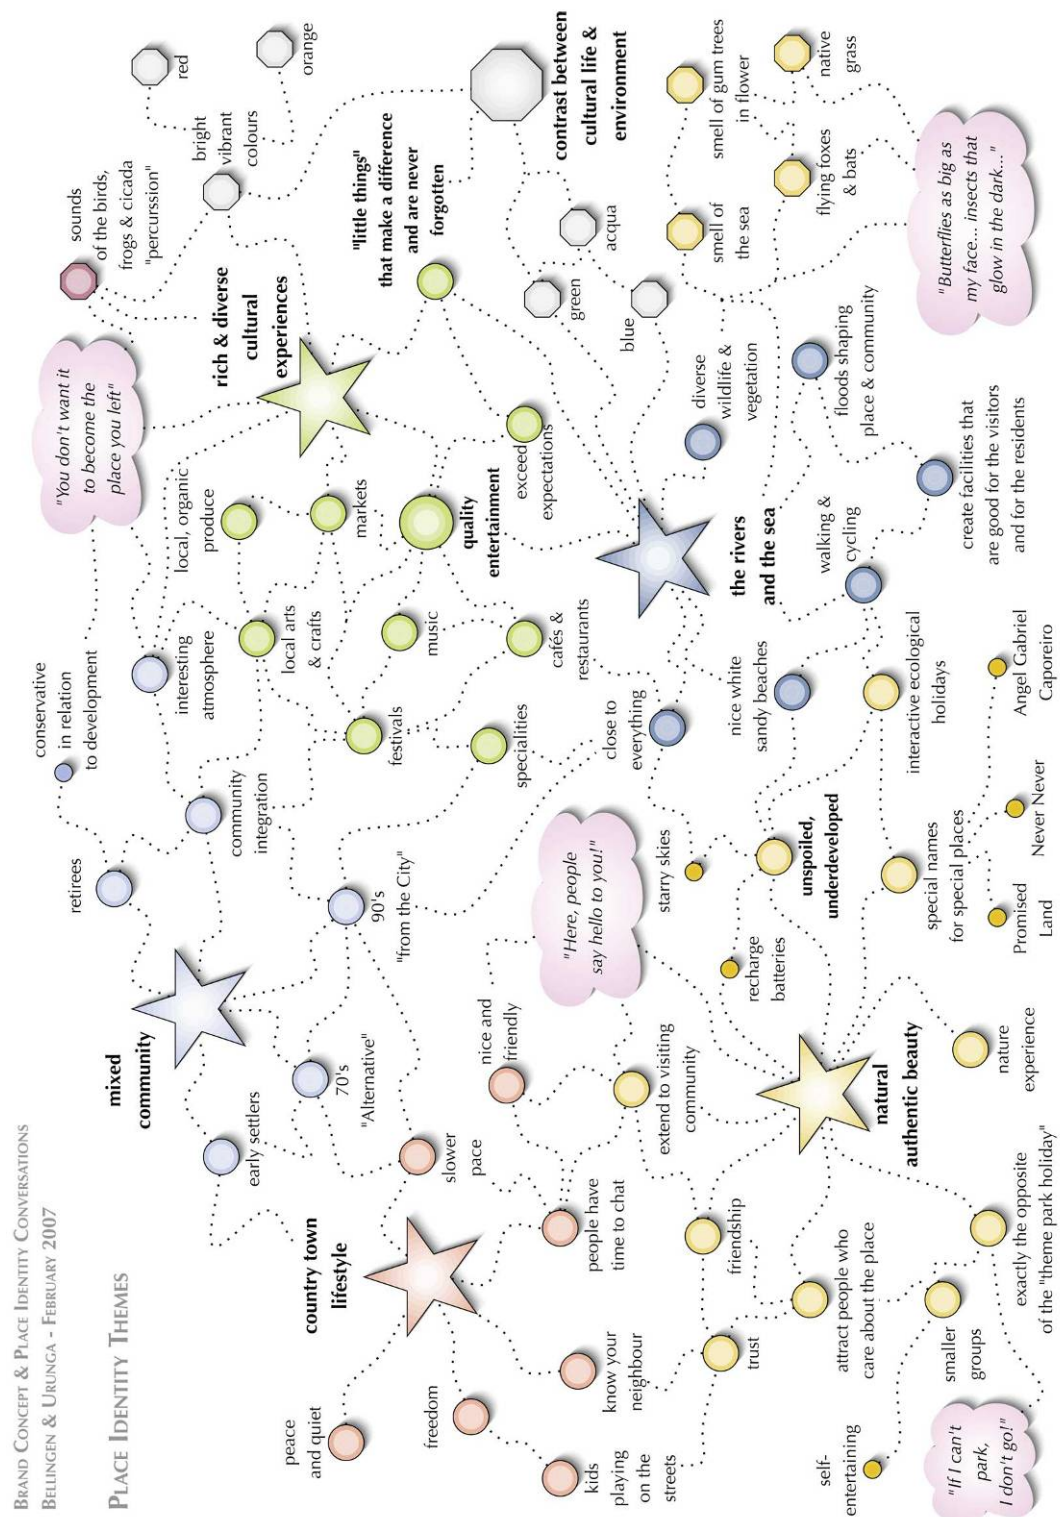 BRAND CONCEPT & PLACE IDENTITY CONVERSATIONS
BELLINGEN & URUNGA - FEBRUARY 2007
PLACE IDENTITY THEMES
mixed
community
early settlers
70's
"Alternative"
90's
"from the City"
retirees
conservative
in relation
to development
community
integration
interesting
atmosphere
"You don't want it
to become the
place you left"
sounds
of the birds,
frogs & cicada
"percurssion"
red
orange
bright
vibrant
colours
rich & diverse
cultural
experiences
local, organic
produce
markets
local arts
& crafts
festivals
music
quality
entertainment
exceed
expectations
cafés &
restaurants
specialities
"little things"
that make a difference
and are never
forgotten
contrast between
cultural life &
environment
green
acqua
blue
country town
lifestyle
peace
and quiet
freedom
kids
playing
on the
streets
know your
neighbour
people have
time to chat
slower
pace
nice and
friendly
"Here, people
say hello to you!"
extend to visiting
community
friendship
trust
attract people who
care about the place
smaller
groups
self-
entertaining
"If I can't
park,
I don't go!"
exactly the opposite
of the "theme park holiday"
natural
authentic beauty
nature
experience
recharge
batteries
starry skies
unspoiled,
underdeveloped
special names
for special places
Promised
Land
Never Never
Angel Gabriel
Caporeiro
interactive ecological
holidays
close to
everything
nice white
sandy beaches
walking &
cycling
the rivers
and the sea
diverse
wildlife &
vegetation
floods shaping
place & community
create facilities that
are good for the visitors
and for the residents
smell of
the sea
smell of gum trees
in flower
native
grass
flying foxes
& bats
"Butterflies as big as
my face... insects that
glow in the dark..."